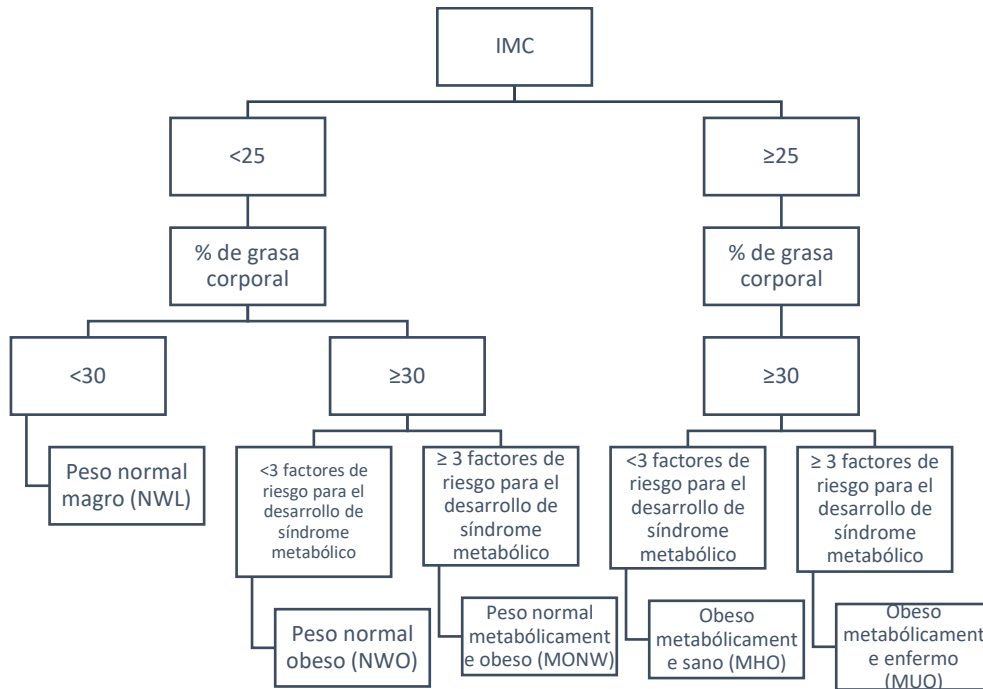 IMC
<25
≥25
% de grasa
corporal
% de grasa
corporal
<30
≥30
≥30
Peso normal
magro (NWL)
<3 factores de
riesgo para el
desarrollo de
síndrome
metabólico
≥ 3 factores de
riesgo para el
desarrollo de
síndrome
metabólico
<3 factores de
riesgo para el
desarrollo de
síndrome
metabólico
≥ 3 factores de
riesgo para el
desarrollo de
síndrome
metabólico
Peso normal
obeso (NWO)
Peso normal
metabólicament
e obeso (MONW)
Obeso
metabólicament
e sano (MHO)
Obeso
metabólicament
e enfermo
(MUO)